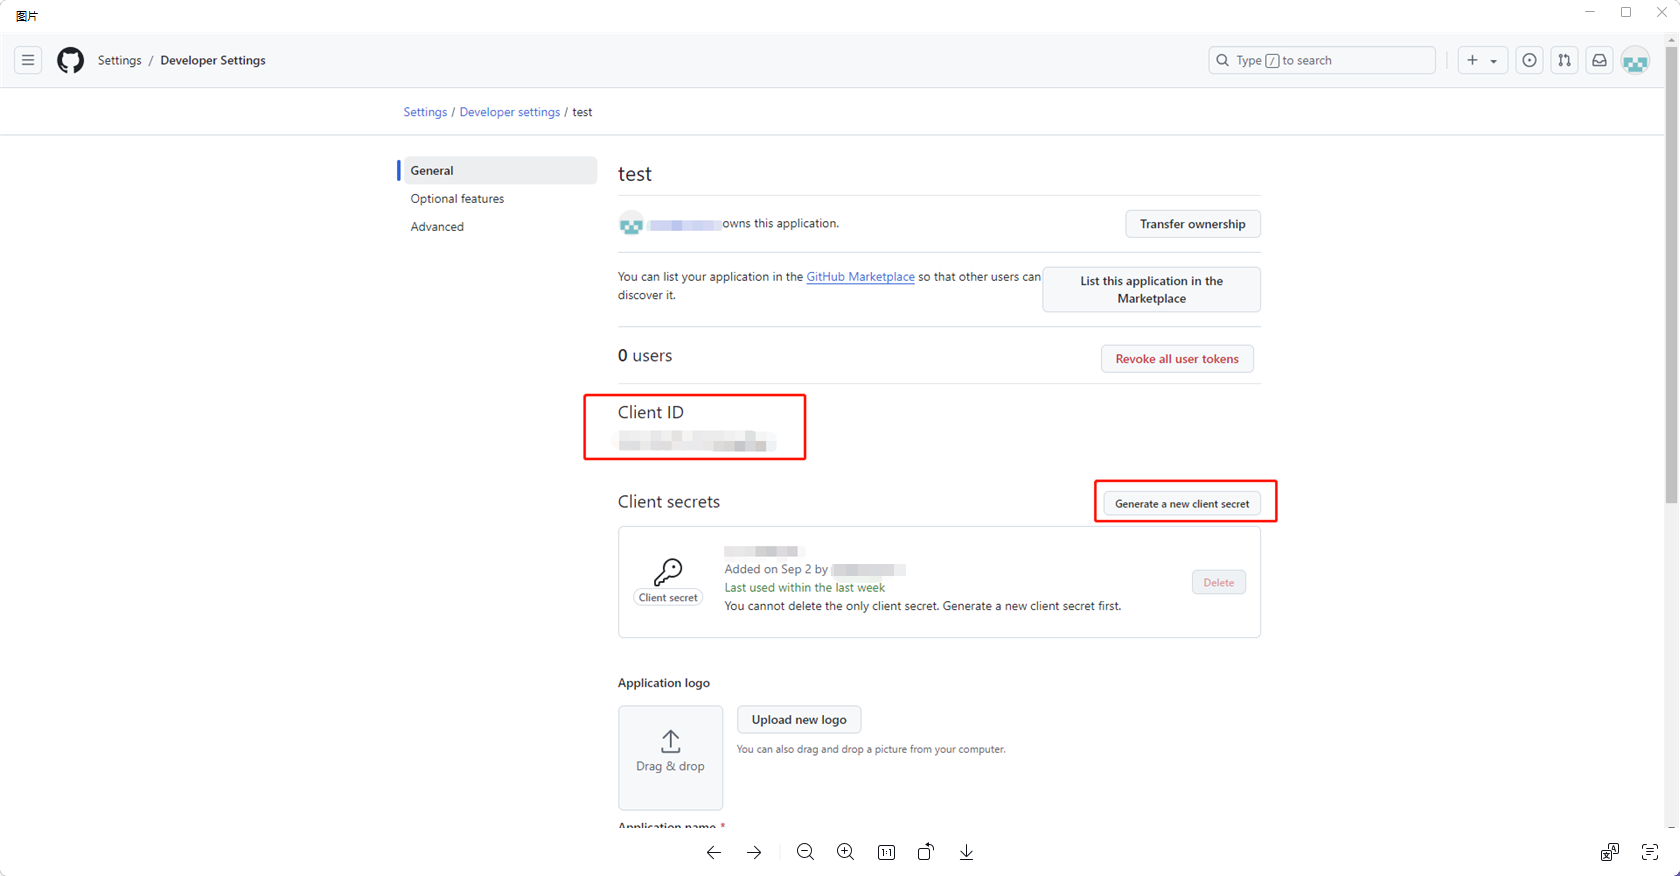 图片
Settings / Developer Settings
Type / to search
Settings / Developer settings / test
General
Optional features
Advanced
test
owns this application.
Transfer ownership
You can list your application in the GitHub Marketplace so that other users can
discover it.
List this application in the
Marketplace
0 users
Revoke all user tokens
Client ID
Client secrets
Generate a new client secret
Client secret
Added on Sep 2 by
Last used within the last week
You cannot delete the only client secret. Generate a new client secret first.
Delete
Application logo
Drag & drop
Upload new logo
You can also drag and drop a picture from your computer.
Application name *
1:1